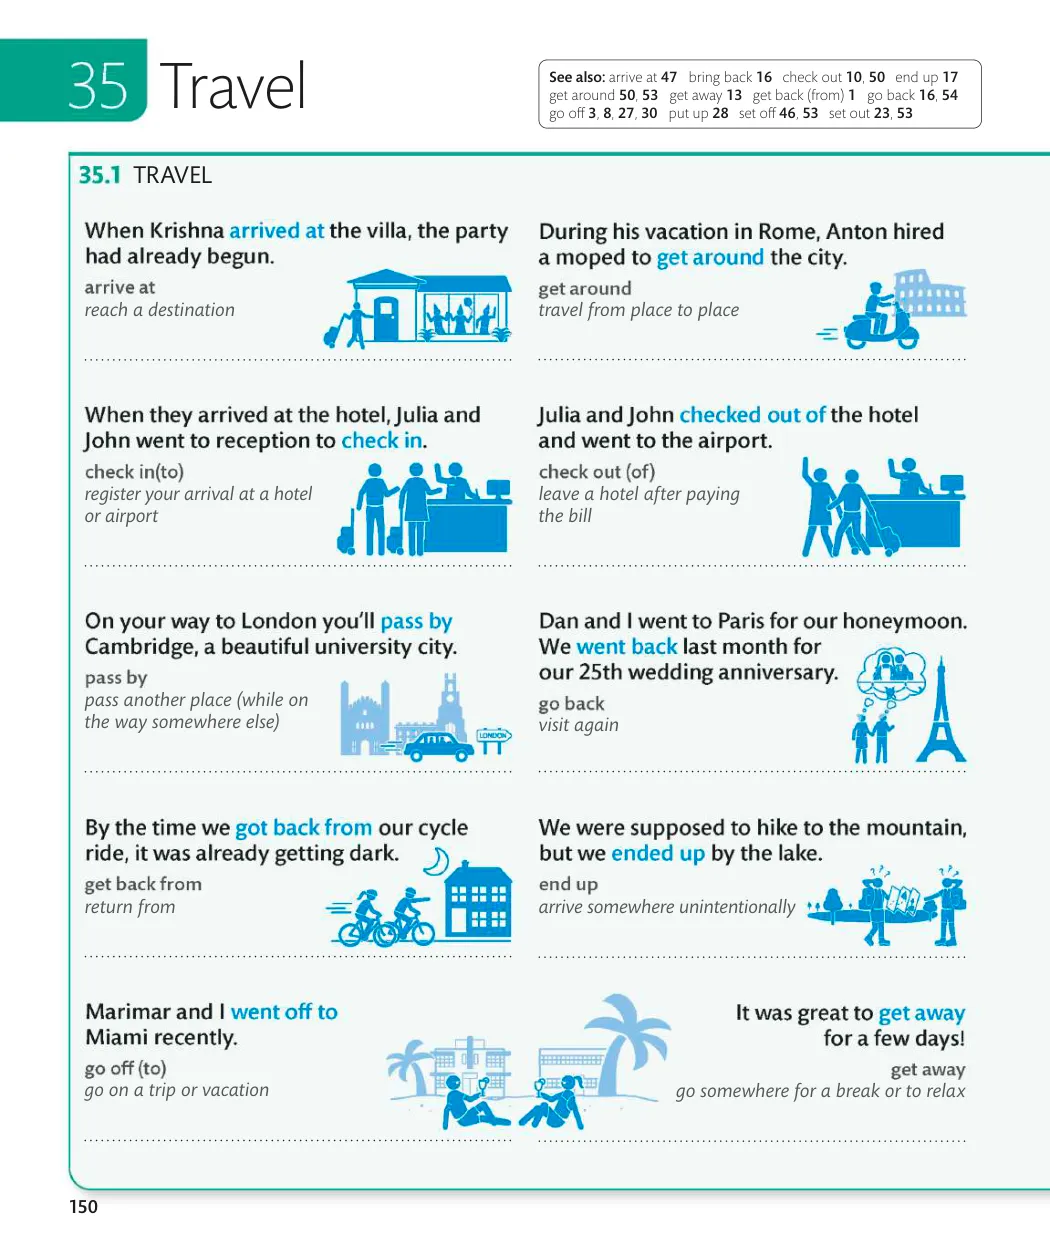 35 Travel
See also: arrive at 47 bring back 16 check out 10, 50 end up 17
get around 50, 53 get away 13 get back (from) 1 go back 16, 54
go off 3, 8, 27, 30 put up 28 set off 46, 53 set out 23, 53
35.1 TRAVEL
When Krishna arrived at the villa, the party
had already begun.
arrive at
reach a destination
During his vacation in Rome, Anton hired
a moped to get around the city.
get around
travel from place to place
When they arrived at the hotel, Julia and
John went to reception to check in.
check in(to)
register your arrival at a hotel
or airport
Julia and John checked out of the hotel
and went to the airport.
check out (of)
leave a hotel after paying
the bill
On your way to London you'll pass by
Cambridge, a beautiful university city.
pass by
pass another place (while on
the way somewhere else)
LONDON
Dan and I went to Paris for our honeymoon.
We went back last month for
our 25th wedding anniversary.
go back
visit again
By the time we got back from our cycle
ride, it was already getting dark.
get back from
return from
We were supposed to hike to the mountain,
but we ended up by the lake.
end up
arrive somewhere unintentionally
? ? ? ?
Marimar and I went off to
Miami recently.
go off (to)
go on a trip or vacation
It was great to get away
for a few days!
get away
go somewhere for a break or to relax
150